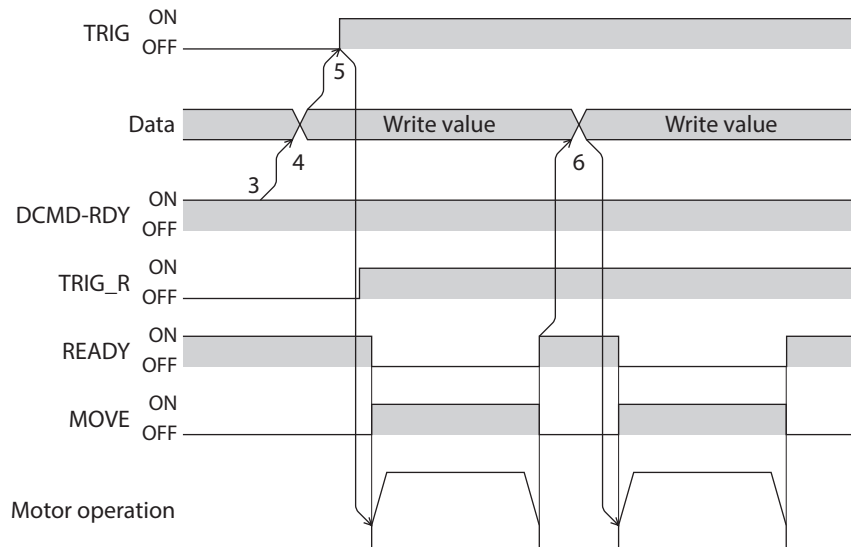 ON
TRIG
OFF
5
Data Write value Write value
4 6
3
ON
DCMD-RDY
OFF
ON
TRIG_R
OFF
ON
READY
OFF
ON
MOVE
OFF
Motor operation